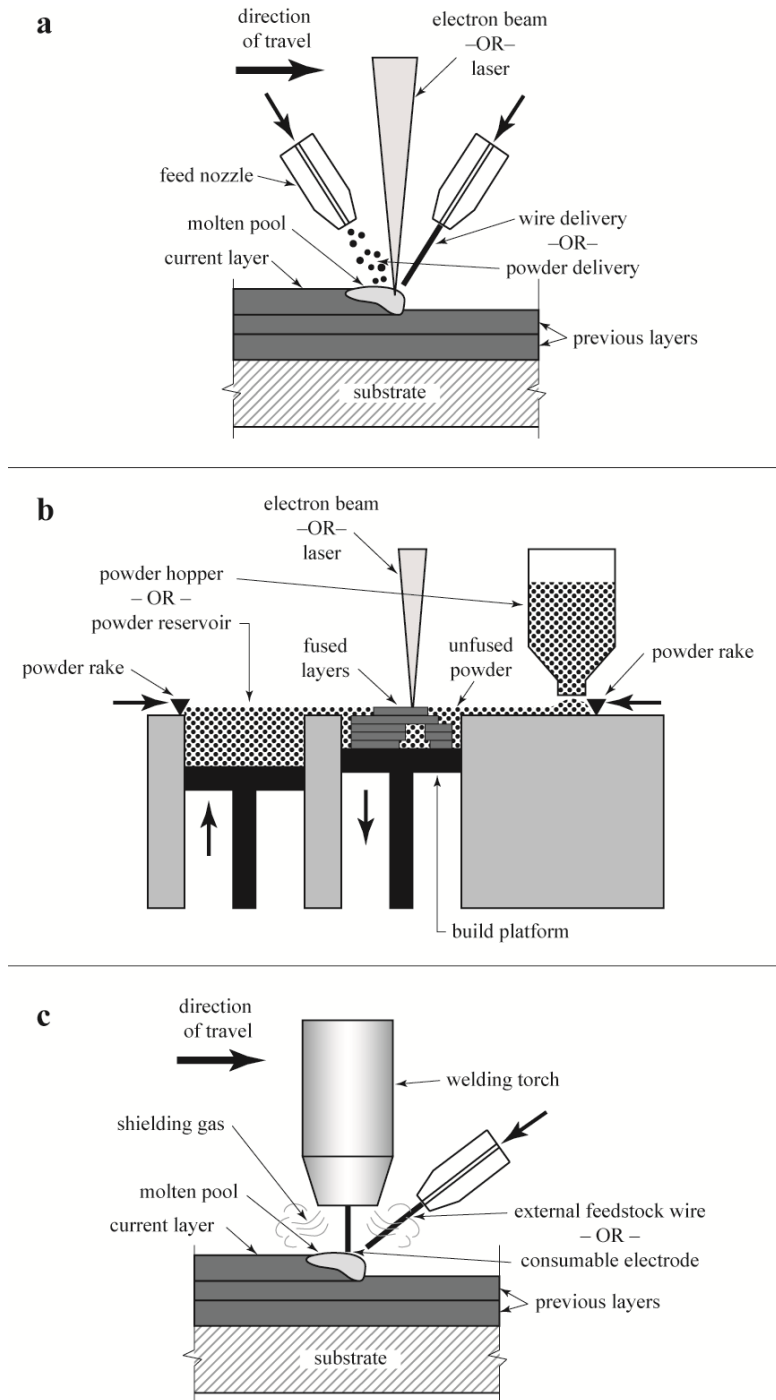 a
direction
of travel
electron beam
–OR–
laser
feed nozzle
molten pool
current layer
wire delivery
–OR–
powder delivery
previous layers
substrate
b
electron beam
–OR–
laser
powder hopper
– OR –
powder reservoir
powder rake
fused
layers
unfused
powder
powder rake
build platform
c
direction
of travel
welding torch
shielding gas
molten pool
current layer
external feedstock wire
– OR –
consumable electrode
previous layers
substrate